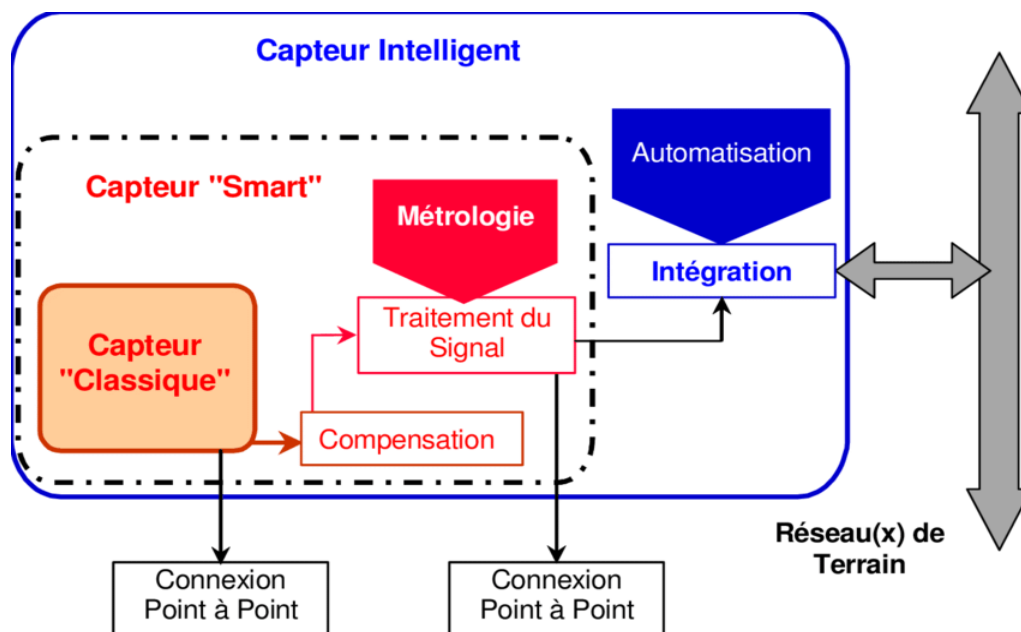 Capteur Intelligent
Automatisation
Capteur "Smart"
Métrologie
Intégration
Capteur
"Classique"
Traitement du
Signal
Compensation
Réseau(x) de
Terrain
Connexion
Point à Point
Connexion
Point à Point